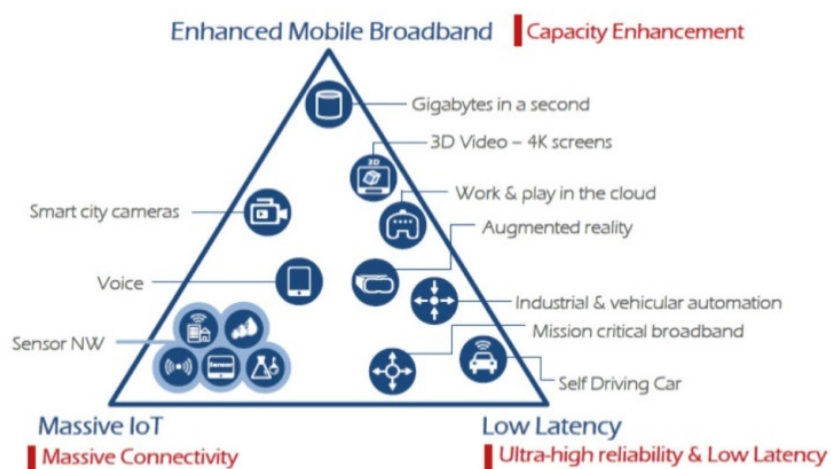 Enhanced Mobile Broadband
Capacity Enhancement
Gigabytes in a second
3D Video – 4K screens
3D
Work & play in the cloud
Smart city cameras
Augmented reality
Voice
Industrial & vehicular automation
Mission critical broadband
Sensor NW
Self Driving Car
Massive IoT
Low Latency
Massive Connectivity
Ultra-high reliability & Low Latency